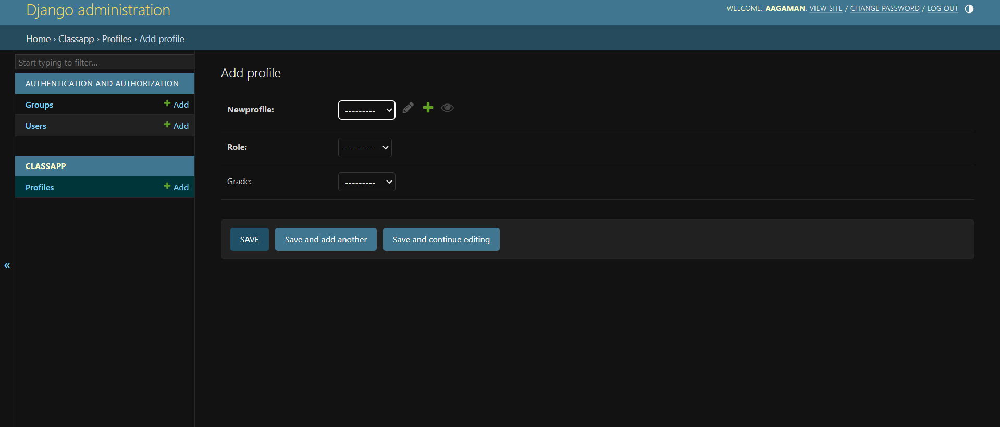 Django administration
WELCOME, AAGAMAN. VIEW SITE / CHANGE PASSWORD / LOG OUT
Home › Classapp › Profiles › Add profile
Start typing to filter...
AUTHENTICATION AND AUTHORIZATION
Groups
+ Add
Users
+ Add
CLASSAPP
Profiles
+ Add
«
Add profile
Newprofile:
---------
Role:
---------
Grade:
---------
SAVE
Save and add another
Save and continue editing